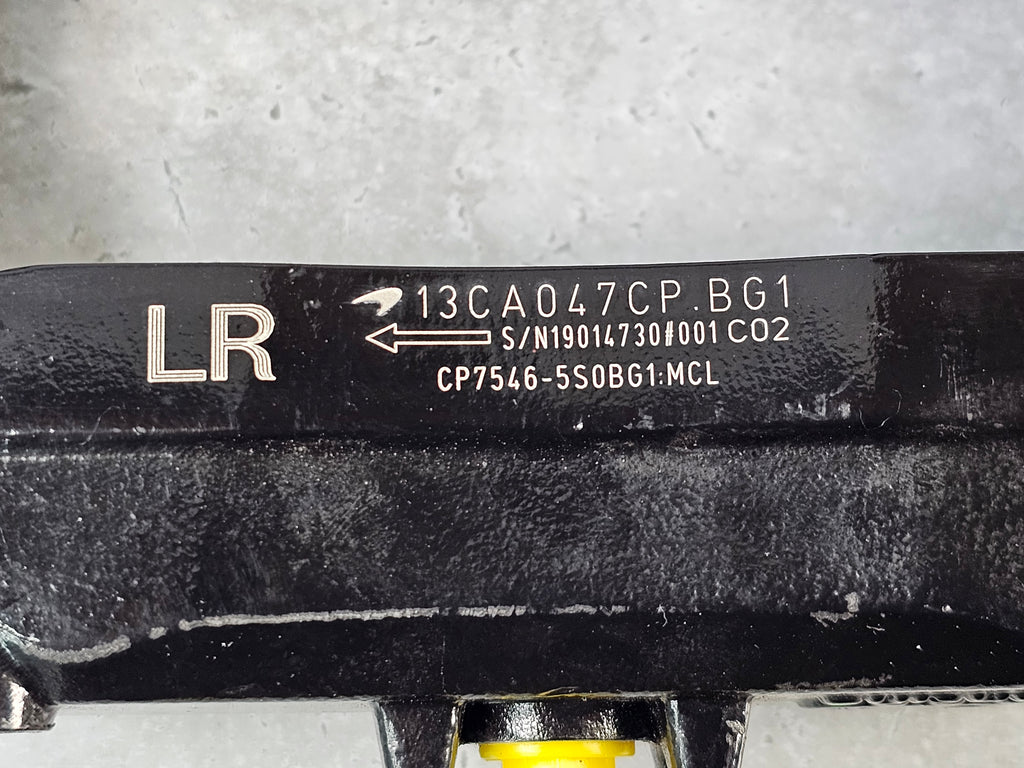 LR
13CA047CP.BG1
S/N19014730#001 C02
CP7546-5S0BG1:MCL